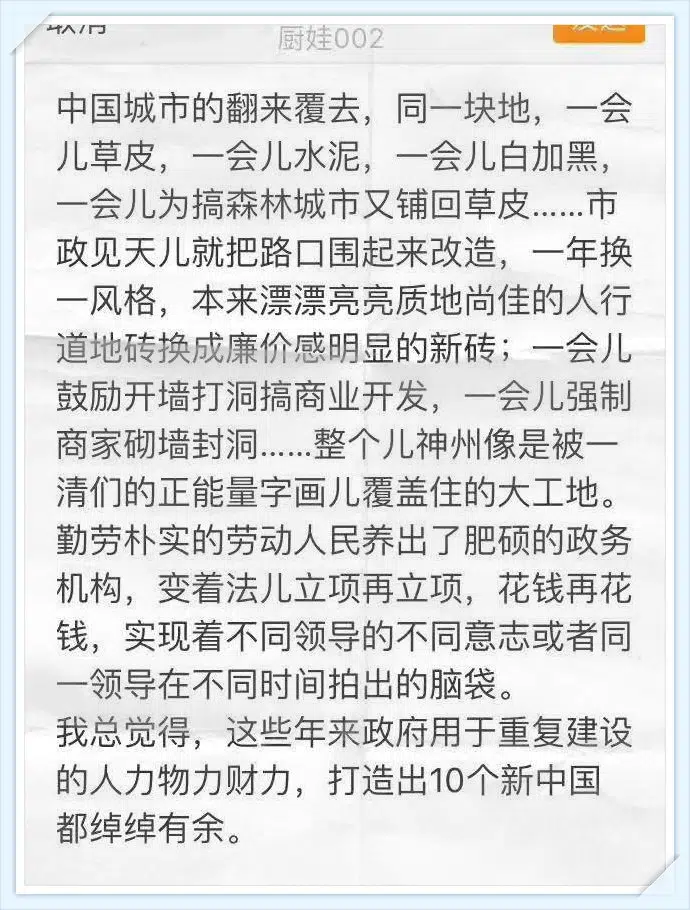 取消
发送
厨娃002
中国城市的翻来覆去，同一块地，一会
儿草皮，一会儿水泥，一会儿白加黑，
一会儿为搞森林城市又铺回草皮……市
政见天儿就把路口围起来改造，一年换
一风格，本来漂漂亮亮质地尚佳的人行
道地砖换成廉价感明显的新砖；一会儿
鼓励开墙打洞搞商业开发，一会儿强制
商家砌墙封洞……整个儿神州像是被一
清们的正能量字画儿覆盖住的大工地。
勤劳朴实的劳动人民养出了肥硕的政务
机构，变着法儿立项再立项，花钱再花
钱，实现着不同领导的不同意志或者同
一领导在不同时间拍出的脑袋。
我总觉得，这些年来政府用于重复建设
的人力物力财力，打造出10个新中国
都绰绰有余。